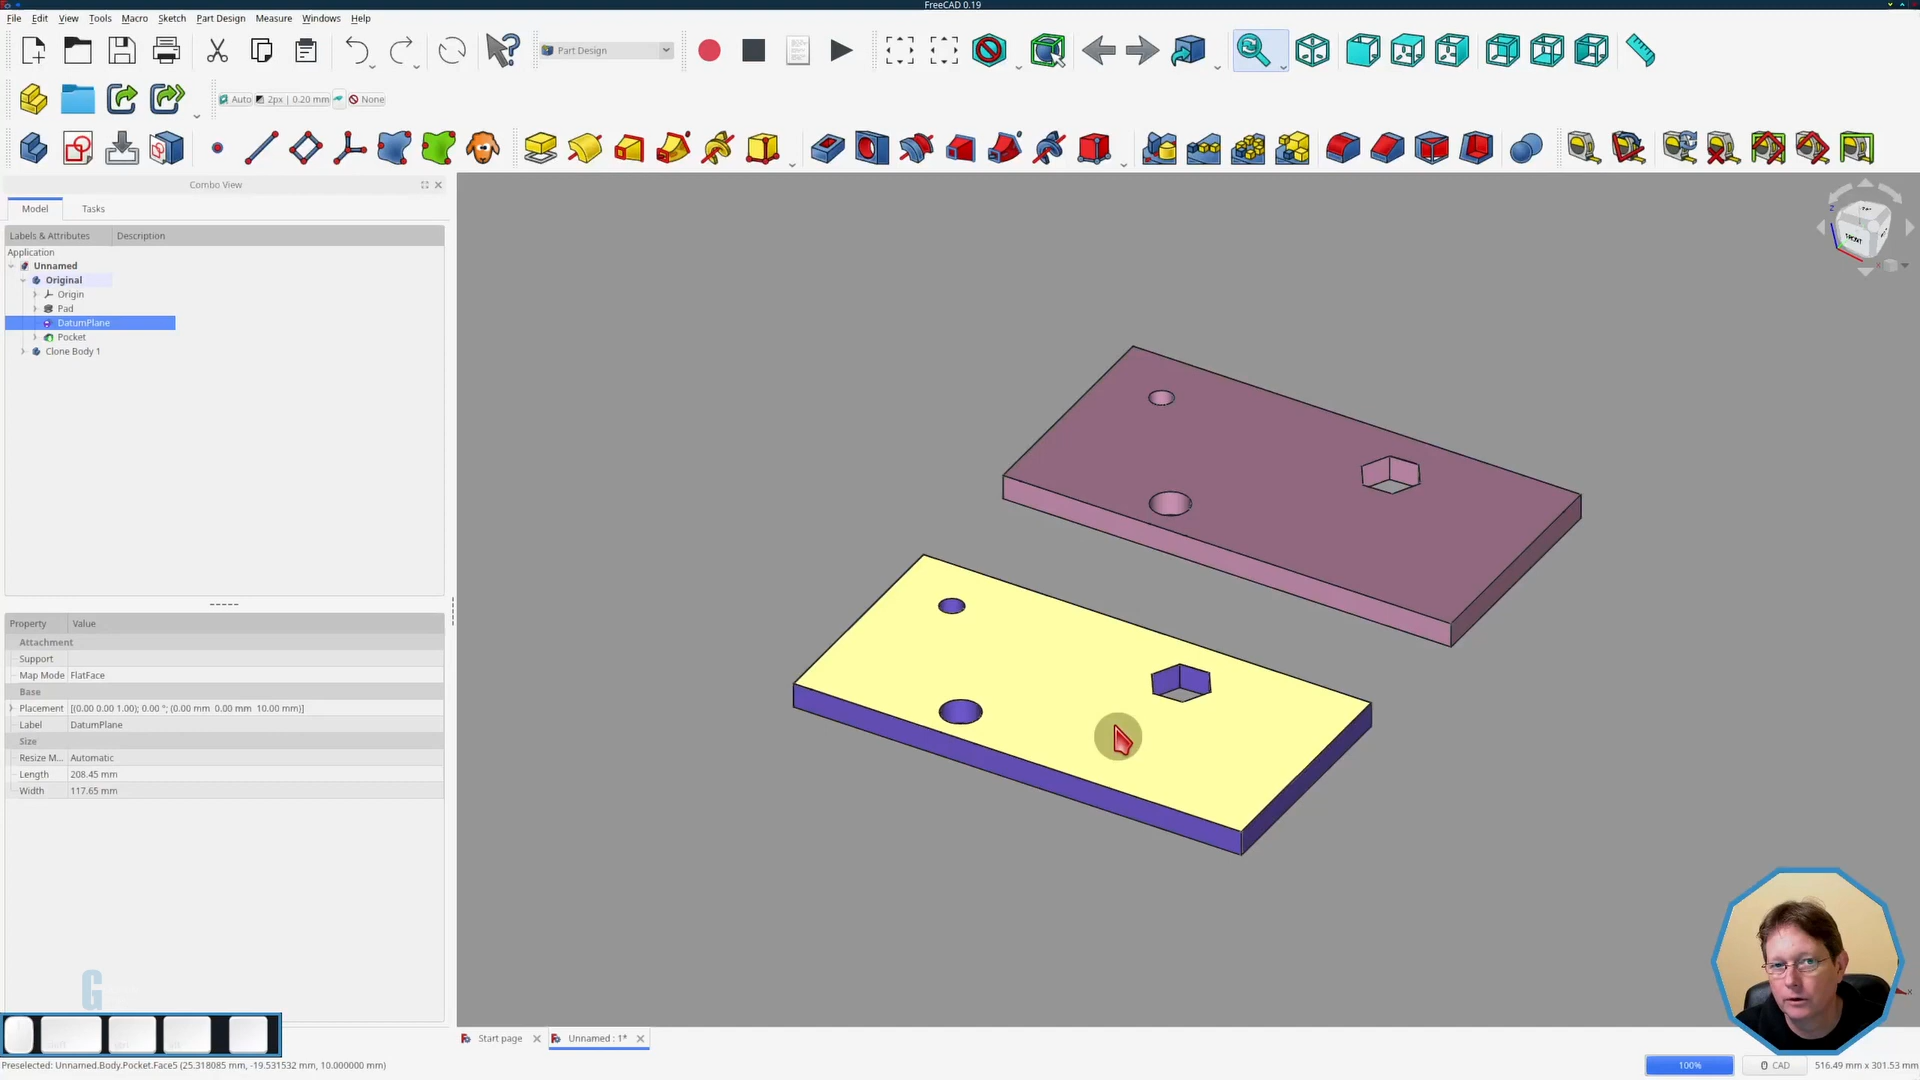 FreeCAD 0.19
File Edit View Tools Macro Sketch Part Design Measure Windows Help
Part Design
Auto 2px | 0.20 mm None
Combo View
Model Tasks
Labels & Attributes Description
Application
Unnamed
Original
Origin
Pad
DatumPlane
Pocket
Clone Body 1
Property Value
Attachment
Support
Map Mode FlatFace
Base
Placement [(0.00 0.00 1.00); 0.00 °; (0.00 mm 0.00 mm 10.00 mm)]
Label DatumPlane
Size
Resize M... Automatic
Length 208.45 mm
Width 117.65 mm
FRONT
G
Start page Unnamed : 1*
Preselected: Unnamed.Body.Pocket.Face5 (25.318085 mm, -19.531532 mm, 10.000000 mm)
100% CAD 516.49 mm x 301.53 mm